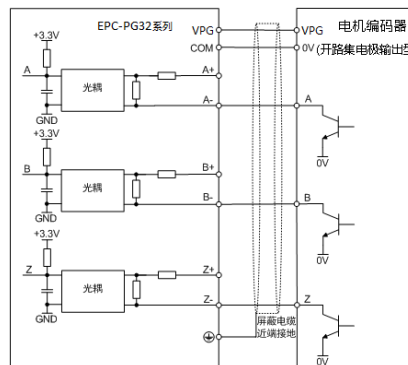 EPC-PG32系列
电机编码器
VPG
VPG
COM
0V (开路集电极输出型
+3.3V
A
光耦
A+
A-
A
GND
0V
+3.3V
B
光耦
B+
B-
B
GND
0V
+3.3V
Z
光耦
Z+
Z-
Z
GND
屏蔽电缆
近端接地
0V